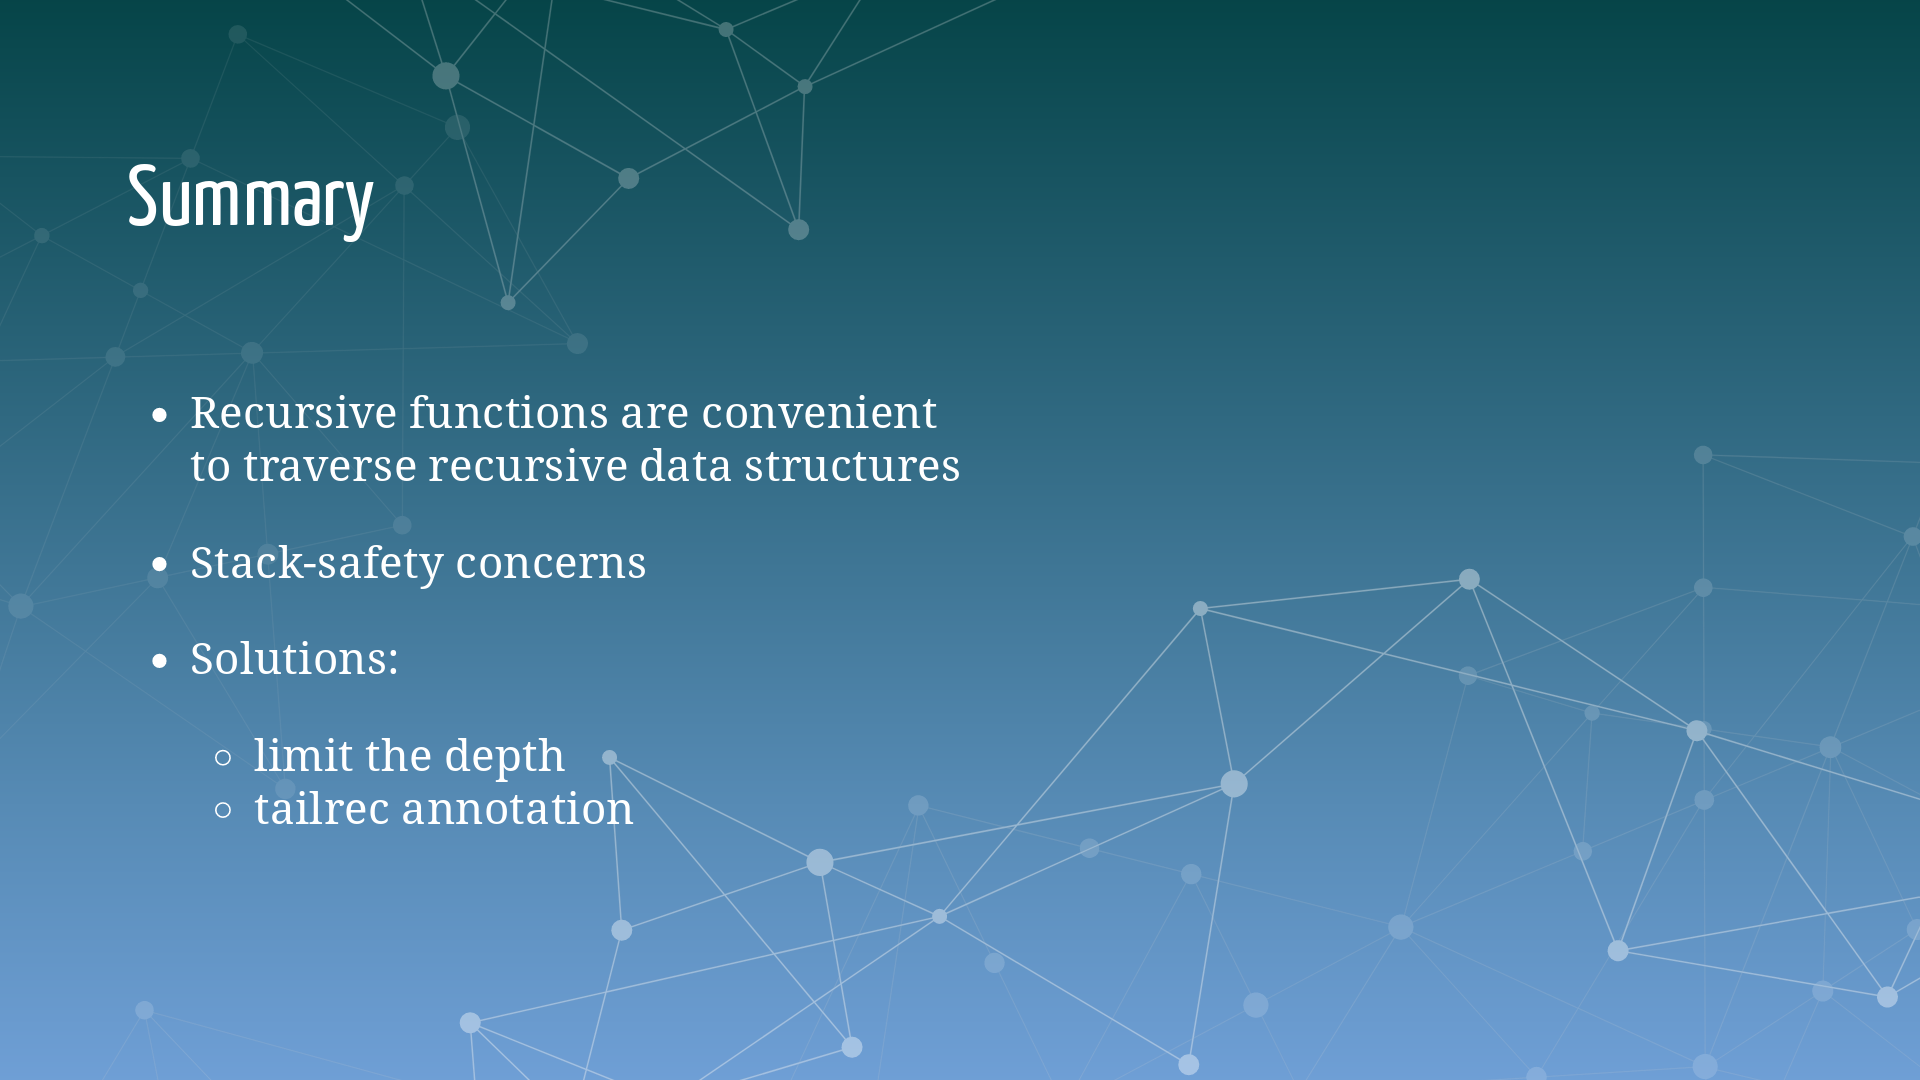 Summary
• Recursive functions are convenient
to traverse recursive data structures
• Stack-safety concerns
• Solutions:
○ limit the depth
○ tailrec annotation